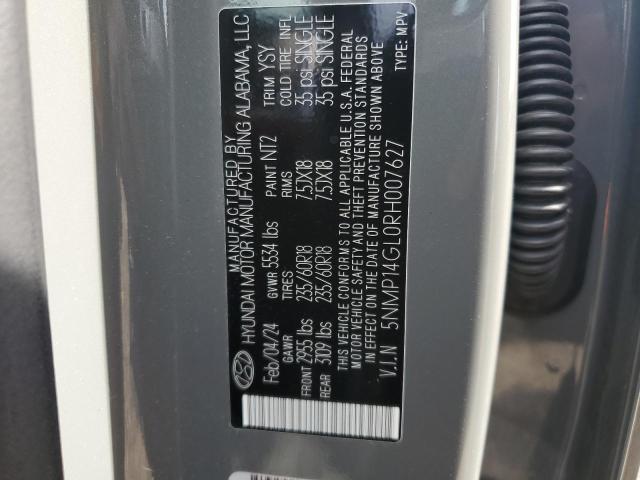 MANUFACTURED BY
HYUNDAI MOTOR MANUFACTURING ALABAMA, LLC
Feb/04/24 GVWR 5534 lbs PAINT NT2 TRIM YSY
GAWR TIRES RIMS COLD TIRE INFL
FRONT 2955 lbs 235/60R18 7.5JX18 35 psi SINGLE
REAR 3109 lbs 235/60R18 7.5JX18 35 psi SINGLE
THIS VEHICLE CONFORMS TO ALL APPLICABLE U.S.A. FEDERAL
MOTOR VEHICLE SAFETY AND THEFT PREVENTION STANDARDS
IN EFFECT ON THE DATE OF MANUFACTURE SHOWN ABOVE
V.I.N 5NMP14GL0RH007627 TYPE: MPV